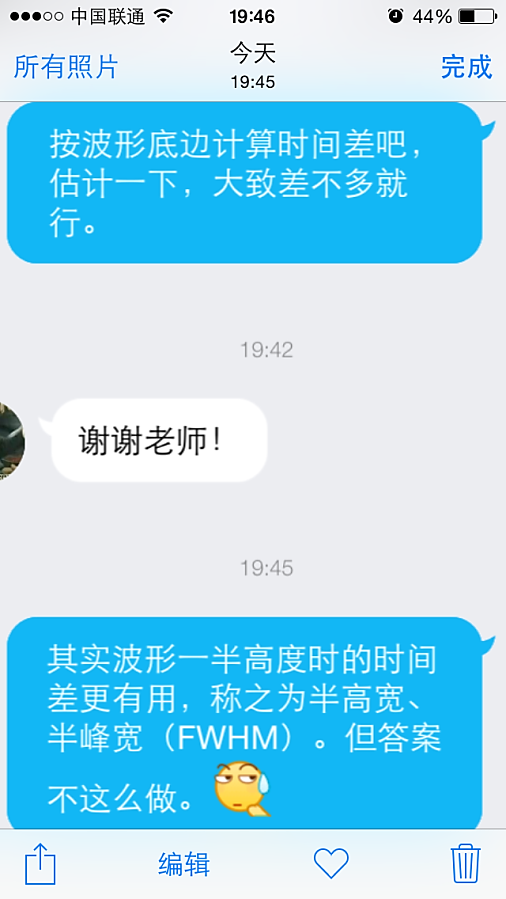 中国联通 19:46 44%
所有照片 今天 完成
19:45
按波形底边计算时间差吧，
估计一下，大致差不多就
行。
19:42
谢谢老师！
19:45
其实波形一半高度时的时间
差更有用，称之为半高宽、
半峰宽（FWHM）。但答案
不这么做。
编辑